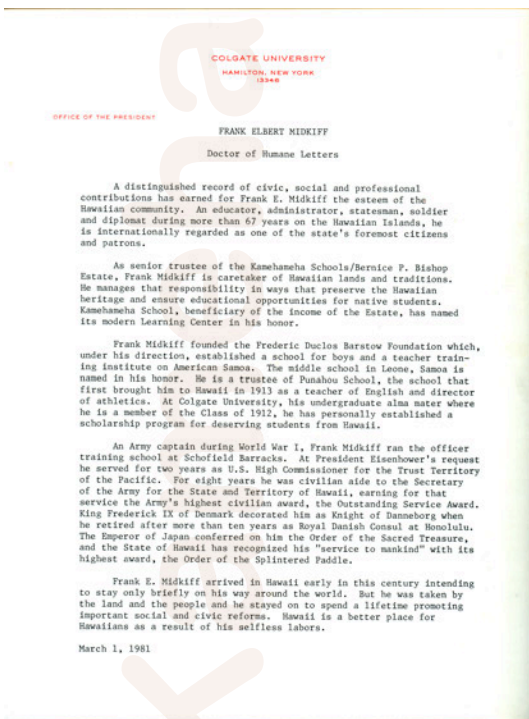 COLGATE UNIVERSITY
HAMILTON, NEW YORK
13346
OFFICE OF THE PRESIDENT
FRANK ELBERT MIDKIFF
Doctor of Humane Letters
A distinguished record of civic, social and professional
contributions has earned for Frank E. Midkiff the esteem of the
Hawaiian community. An educator, administrator, statesman, soldier
and diplomat during more than 67 years on the Hawaiian Islands, he
is internationally regarded as one of the state's foremost citizens
and patrons.
As senior trustee of the Kamehameha Schools/Bernice P. Bishop
Estate, Frank Midkiff is caretaker of Hawaiian lands and traditions.
He manages that responsibility in ways that preserve the Hawaiian
heritage and ensure educational opportunities for native students.
Kamehameha School, beneficiary of the income of the Estate, has named
its modern Learning Center in his honor.
Frank Midkiff founded the Frederic Duclos Barstow Foundation which,
under his direction, established a school for boys and a teacher train-
ing institute on American Samoa. The middle school in Leone, Samoa is
named in his honor. He is a trustee of Punahou School, the school that
first brought him to Hawaii in 1913 as a teacher of English and director
of athletics. At Colgate University, his undergraduate alma mater where
he is a member of the Class of 1912, he has personally established a
scholarship program for deserving students from Hawaii.
An Army captain during World War I, Frank Midkiff ran the officer
training school at Schofield Barracks. At President Eisenhower's request
he served for two years as U.S. High Commissioner for the Trust Territory
of the Pacific. For eight years he was civilian aide to the Secretary
of the Army for the State and Territory of Hawaii, earning for that
service the Army's highest civilian award, the Outstanding Service Award.
King Frederick IX of Denmark decorated him as Knight of Danneborg when
he retired after more than ten years as Royal Danish Consul at Honolulu.
The Emperor of Japan conferred on him the Order of the Sacred Treasure,
and the State of Hawaii has recognized his "service to mankind" with its
highest award, the Order of the Splintered Paddle.
Frank E. Midkiff arrived in Hawaii early in this century intending
to stay only briefly on his way around the world. But he was taken by
the land and the people and he stayed on to spend a lifetime promoting
important social and civic reforms. Hawaii is a better place for
Hawaiians as a result of his selfless labors.
March 1, 1981